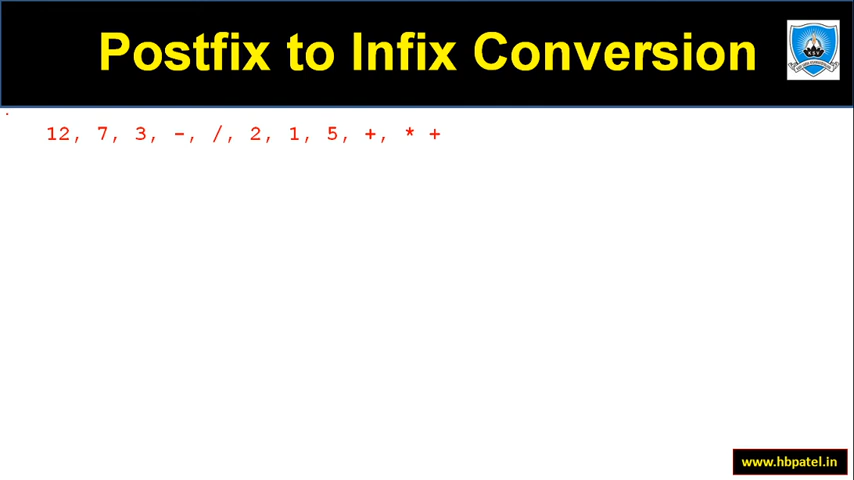 Postfix to Infix Conversion
12, 7, 3, -, /, 2, 1, 5, +, * +
www.hbpatel.in